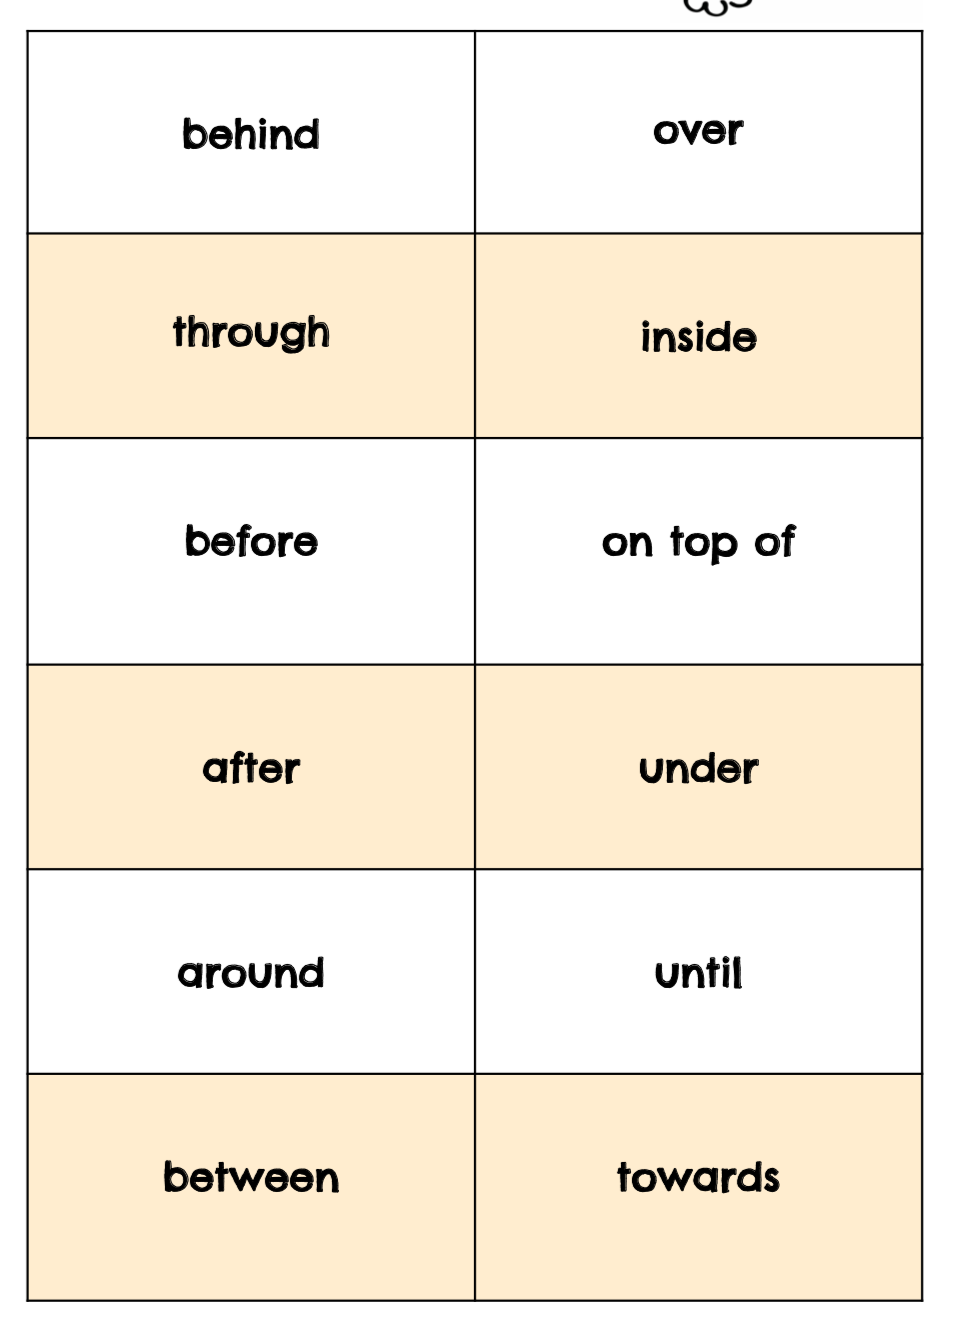 behind
over
through
inside
before
on top of
after
under
around
until
between
towards